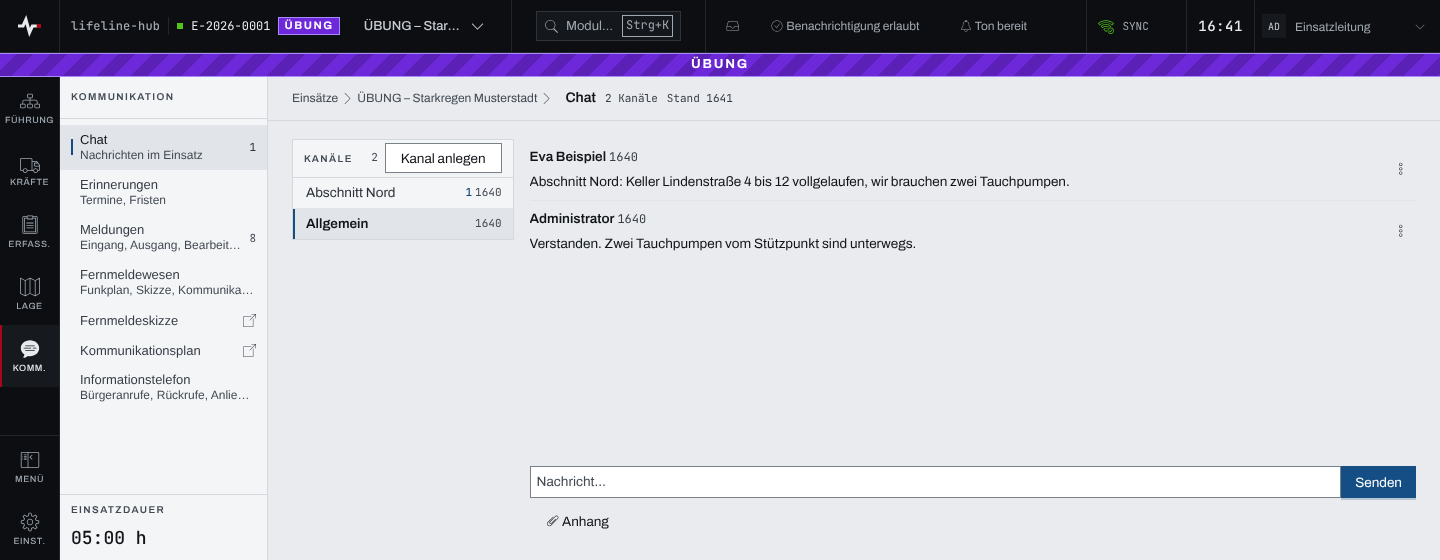 lifeline-hub
E-2026-0001 ÜBUNG
ÜBUNG – Star…
Modul… Strg+K
Benachrichtigung erlaubt
Ton bereit
SYNC
16:41
AD Einsatzleitung
ÜBUNG
FÜHRUNG
KRÄFTE
ERFASS.
LAGE
KOMM.
MENÜ
EINST.
KOMMUNIKATION
Chat
Nachrichten im Einsatz 1
Erinnerungen
Termine, Fristen
Meldungen
Eingang, Ausgang, Bearbeit… 8
Fernmeldewesen
Funkplan, Skizze, Kommunika…
Fernmeldeskizze
Kommunikationsplan
Informationstelefon
Bürgeranrufe, Rückrufe, Anlie…
EINSATZDAUER
05:00 h
Einsätze ÜBUNG – Starkregen Musterstadt Chat 2 Kanäle Stand 1641
KANÄLE 2 Kanal anlegen
Abschnitt Nord 1 1640
Allgemein 1640
Eva Beispiel 1640
Abschnitt Nord: Keller Lindenstraße 4 bis 12 vollgelaufen, wir brauchen zwei Tauchpumpen.
Administrator 1640
Verstanden. Zwei Tauchpumpen vom Stützpunkt sind unterwegs.
Nachricht… Senden
Anhang